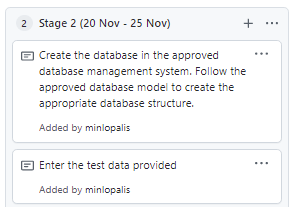 2 Stage 2 (20 Nov - 25 Nov)
Create the database in the approved
database management system. Follow the
approved database model to create the
appropriate database structure.
Added by minlopalis
Enter the test data provided
Added by minlopalis